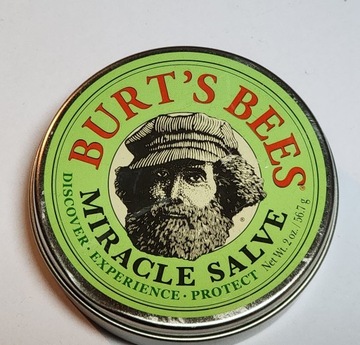 BURT'S BEES®
MIRACLE SALVE
DISCOVER · EXPERIENCE · PROTECT
Net Wt. 2 oz./56.7 g
®